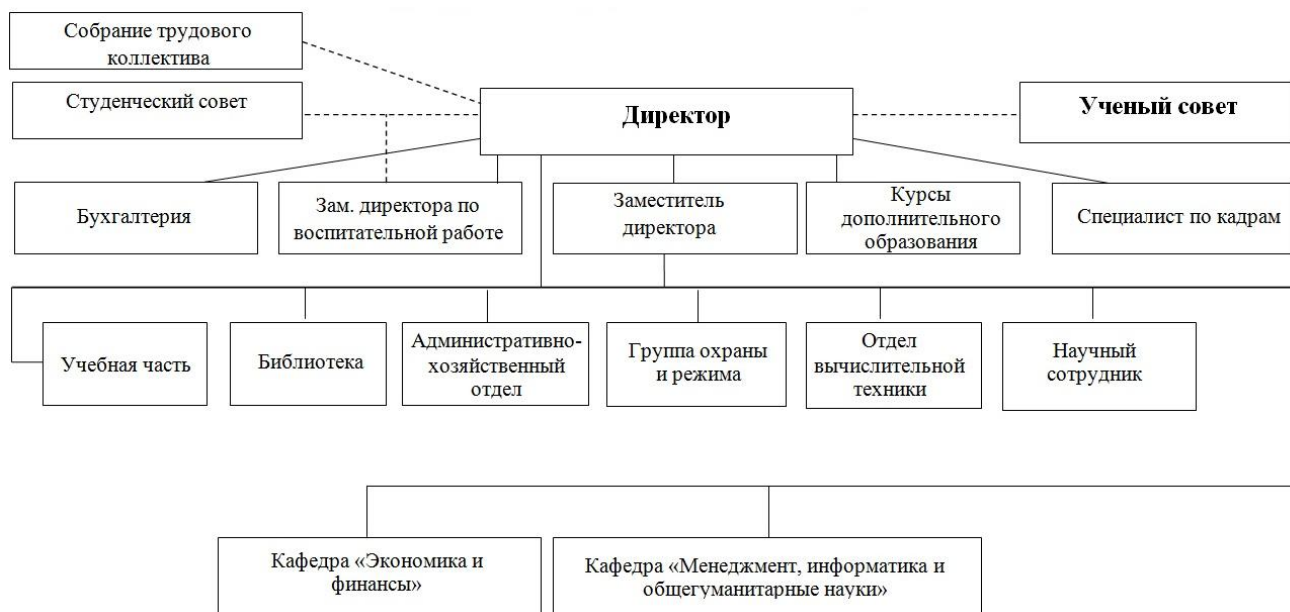 Собрание трудового
коллектива
Студенческий совет
Директор
Ученый совет
Бухгалтерия
Зам. директора по
воспитательной работе
Заместитель
директора
Курсы
дополнительного
образования
Специалист по кадрам
Учебная часть
Библиотека
Административно-
хозяйственный
отдел
Группа охраны
и режима
Отдел
вычислительной
техники
Научный
сотрудник
Кафедра «Экономика и
финансы»
Кафедра «Менеджмент, информатика и
общегуманитарные науки»